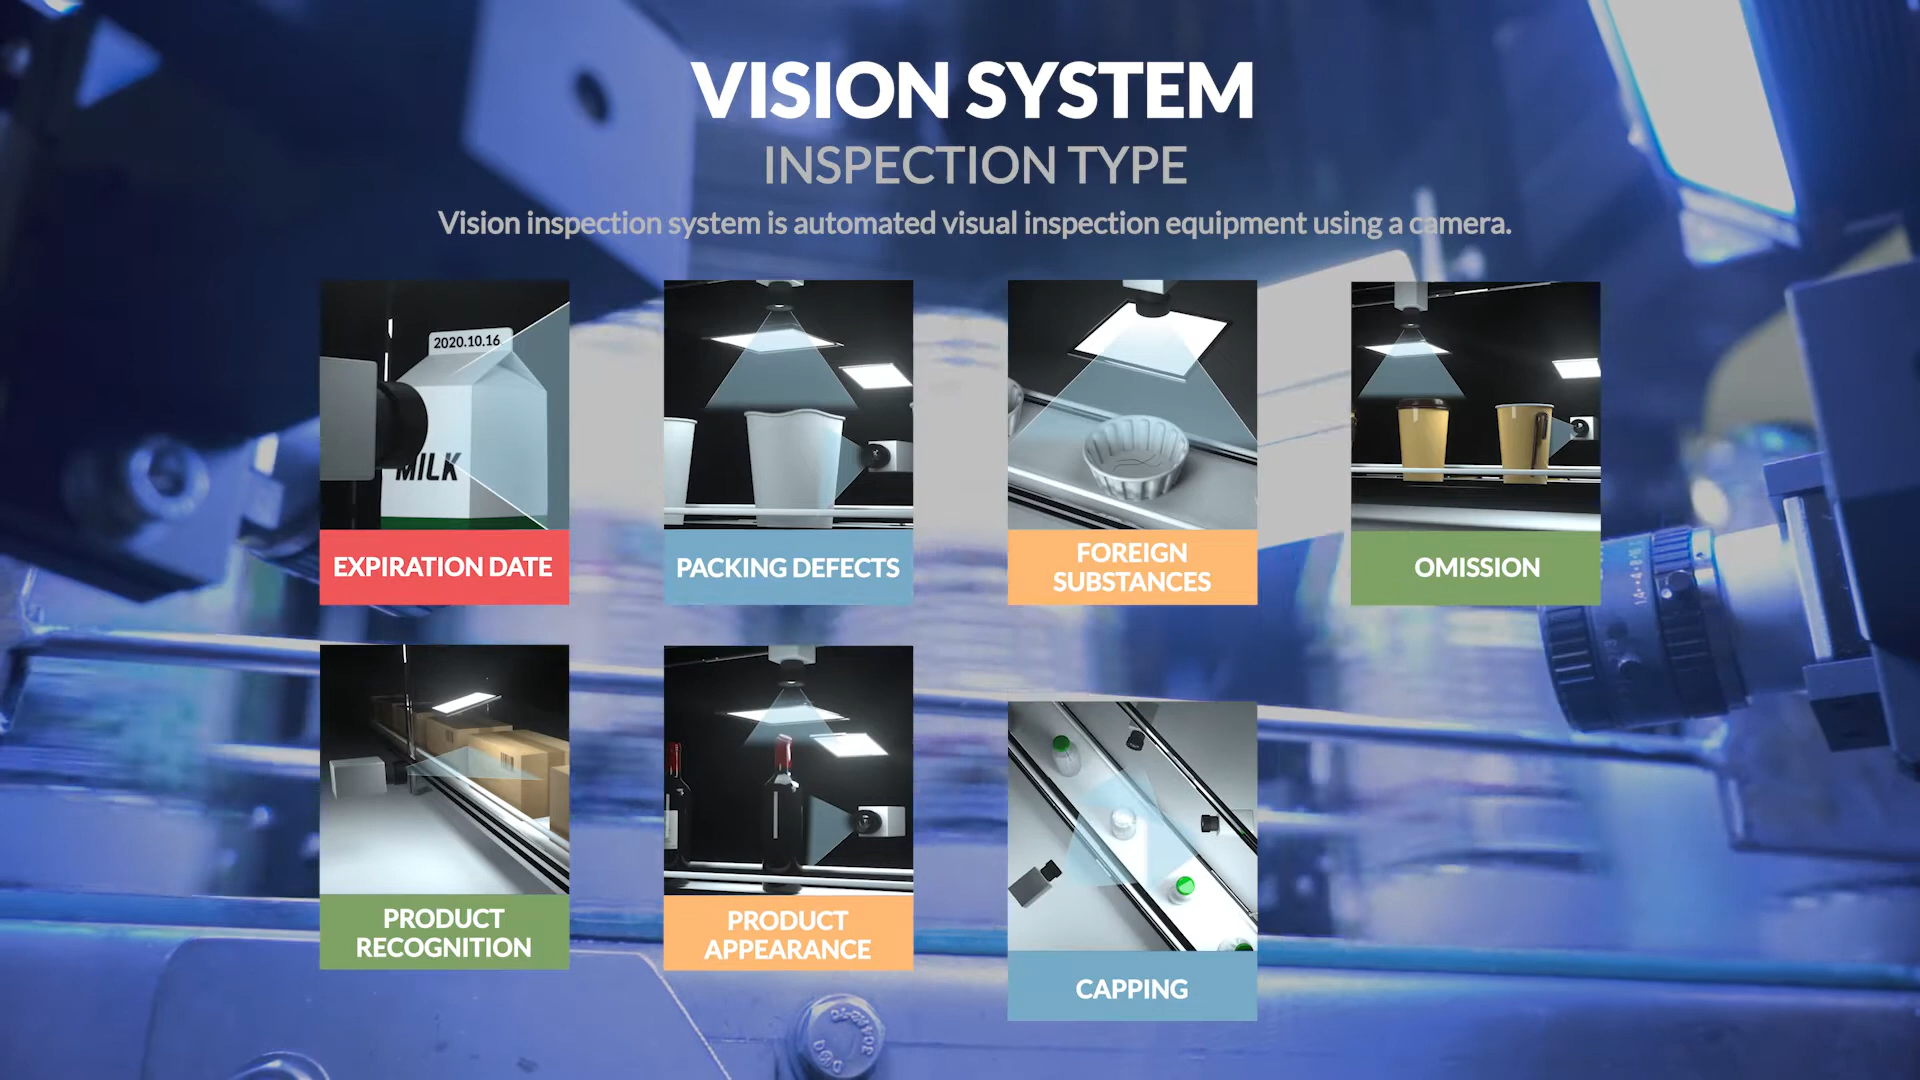 VISION SYSTEM
INSPECTION TYPE
Vision inspection system is automated visual inspection equipment using a camera.
2020.10.16
MILK
EXPIRATION DATE
PACKING DEFECTS
FOREIGN
SUBSTANCES
OMISSION
PRODUCT
RECOGNITION
PRODUCT
APPEARANCE
CAPPING